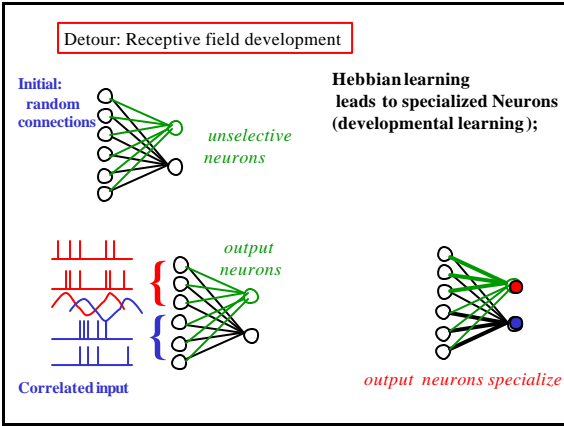 Detour: Receptive field development
Initial:
random
connections
unselective
neurons
Hebbian learning
leads to specialized Neurons
(developmental learning);
output
neurons
Correlated input
output neurons specialize